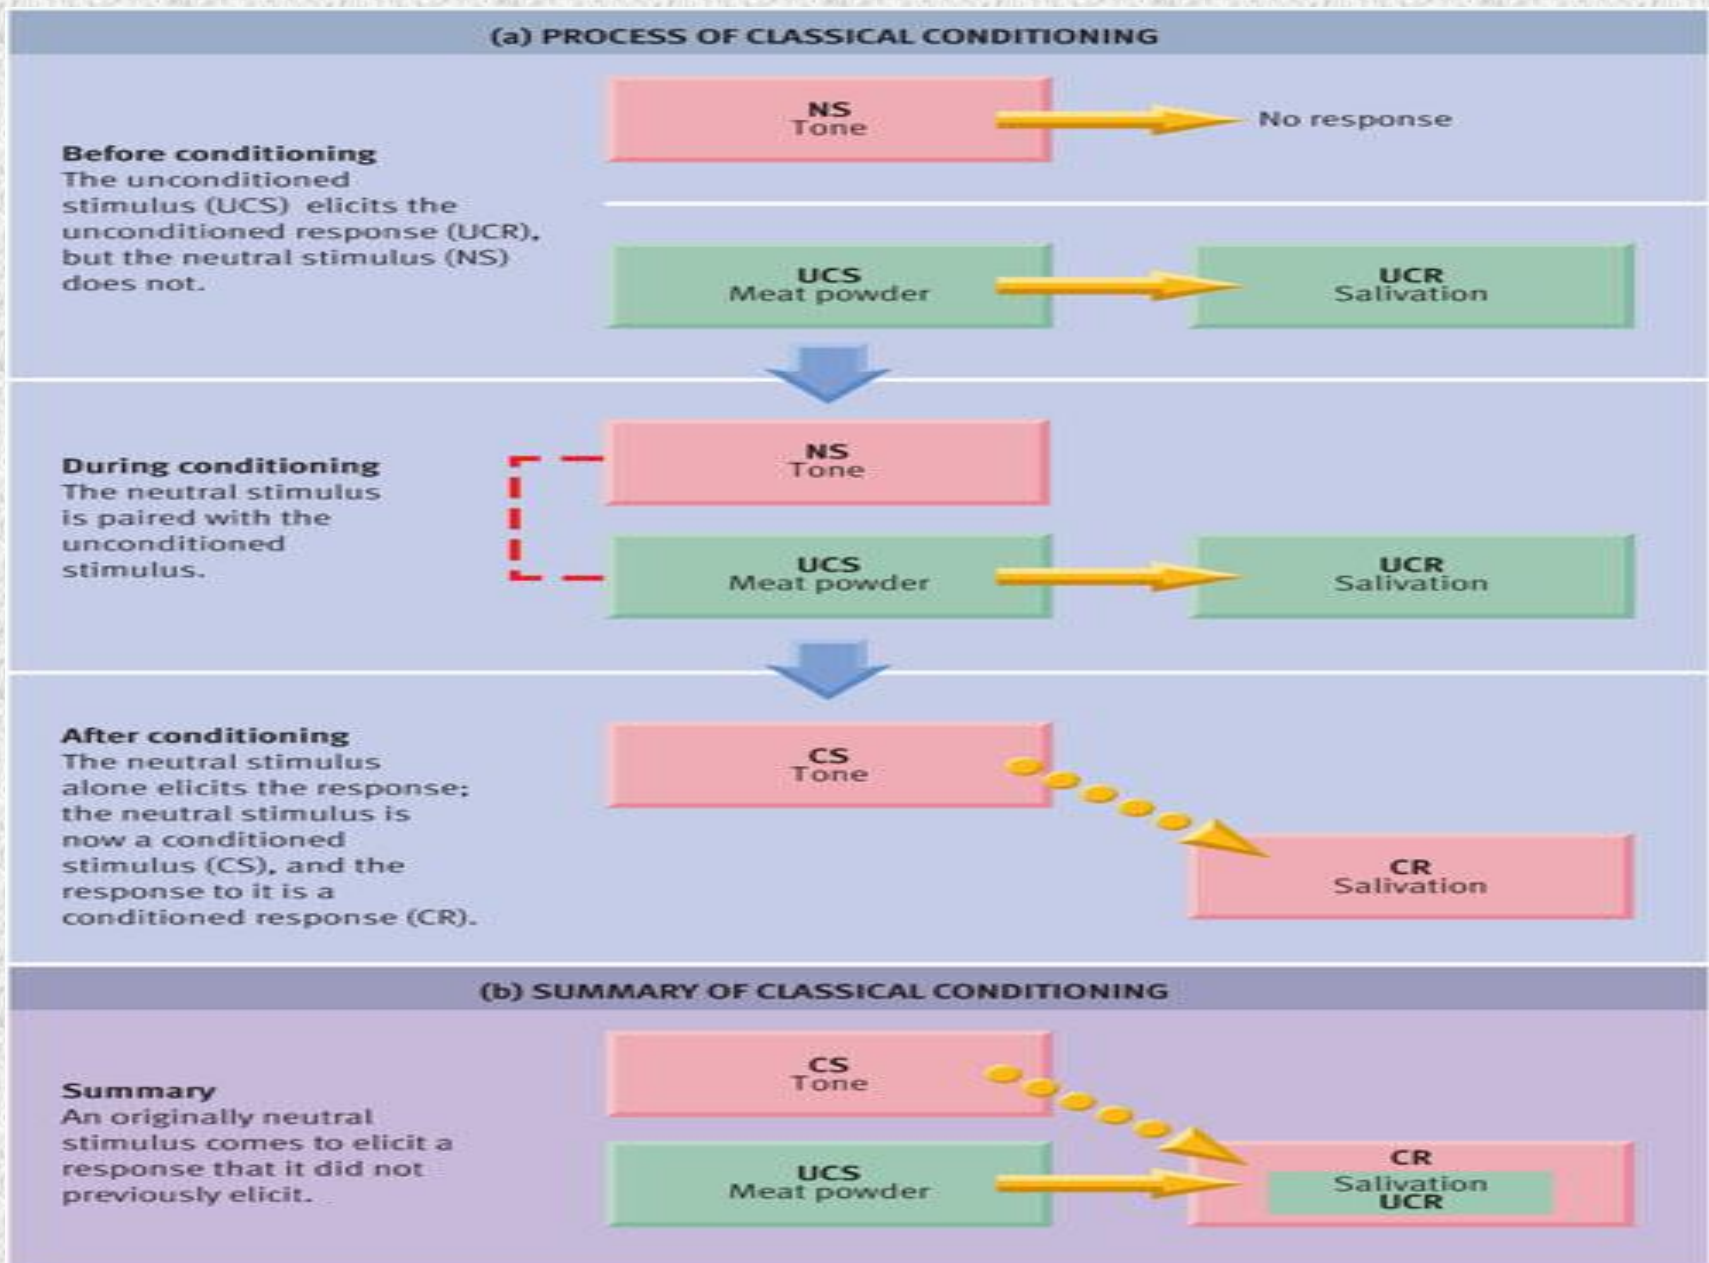 (a) PROCESS OF CLASSICAL CONDITIONING
Before conditioning
The unconditioned
stimulus (UCS) elicits the
unconditioned response (UCR),
but the neutral stimulus (NS)
does not.
NS
Tone
No response
UCS
Meat powder
UCR
Salivation
During conditioning
The neutral stimulus
is paired with the
unconditioned
stimulus.
NS
Tone
UCS
Meat powder
UCR
Salivation
After conditioning
The neutral stimulus
alone elicits the response;
the neutral stimulus is
now a conditioned
stimulus (CS), and the
response to it is a
conditioned response (CR).
CS
Tone
CR
Salivation
(b) SUMMARY OF CLASSICAL CONDITIONING
Summary
An originally neutral
stimulus comes to elicit a
response that it did not
previously elicit.
CS
Tone
UCS
Meat powder
CR
Salivation
UCR